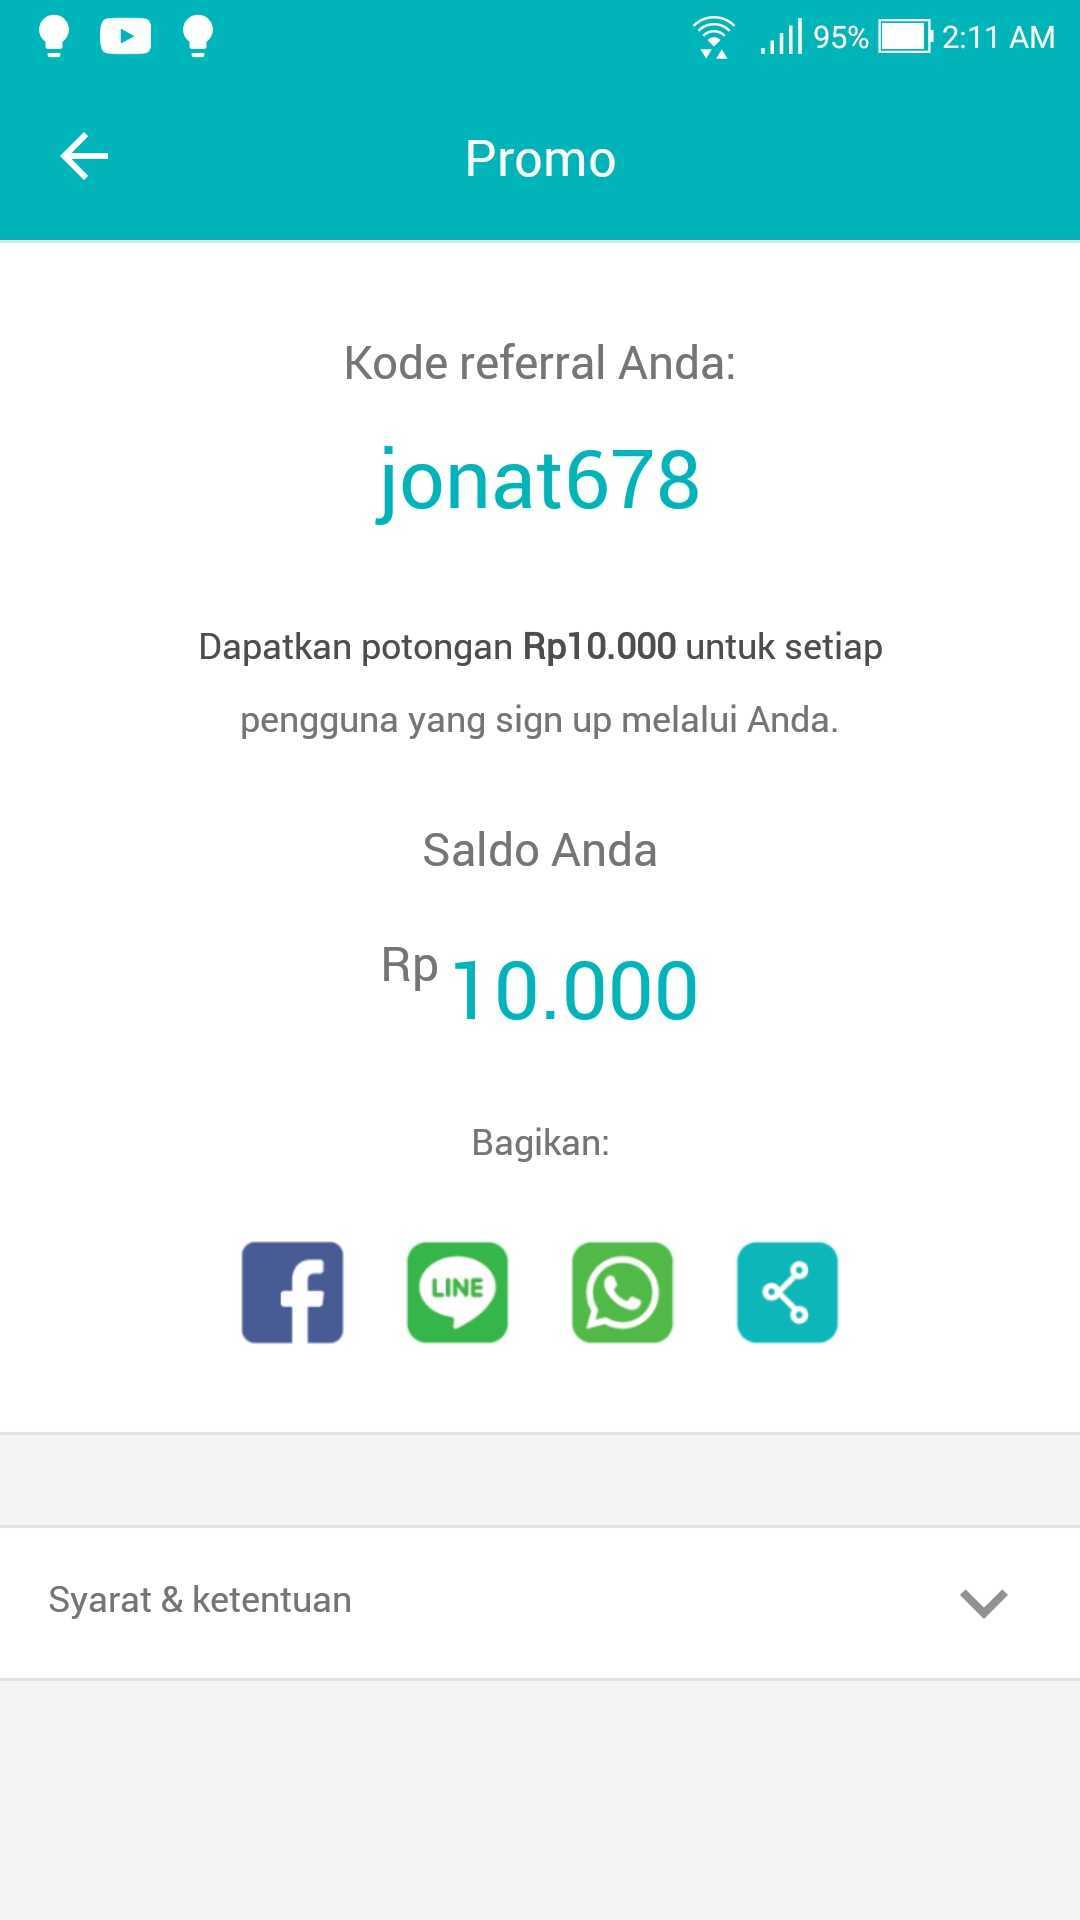 95% 2:11 AM
Promo
Kode referral Anda:
jonat678
Dapatkan potongan Rp10.000 untuk setiap
pengguna yang sign up melalui Anda.
Saldo Anda
Rp 10.000
Bagikan:
LINE
Syarat & ketentuan